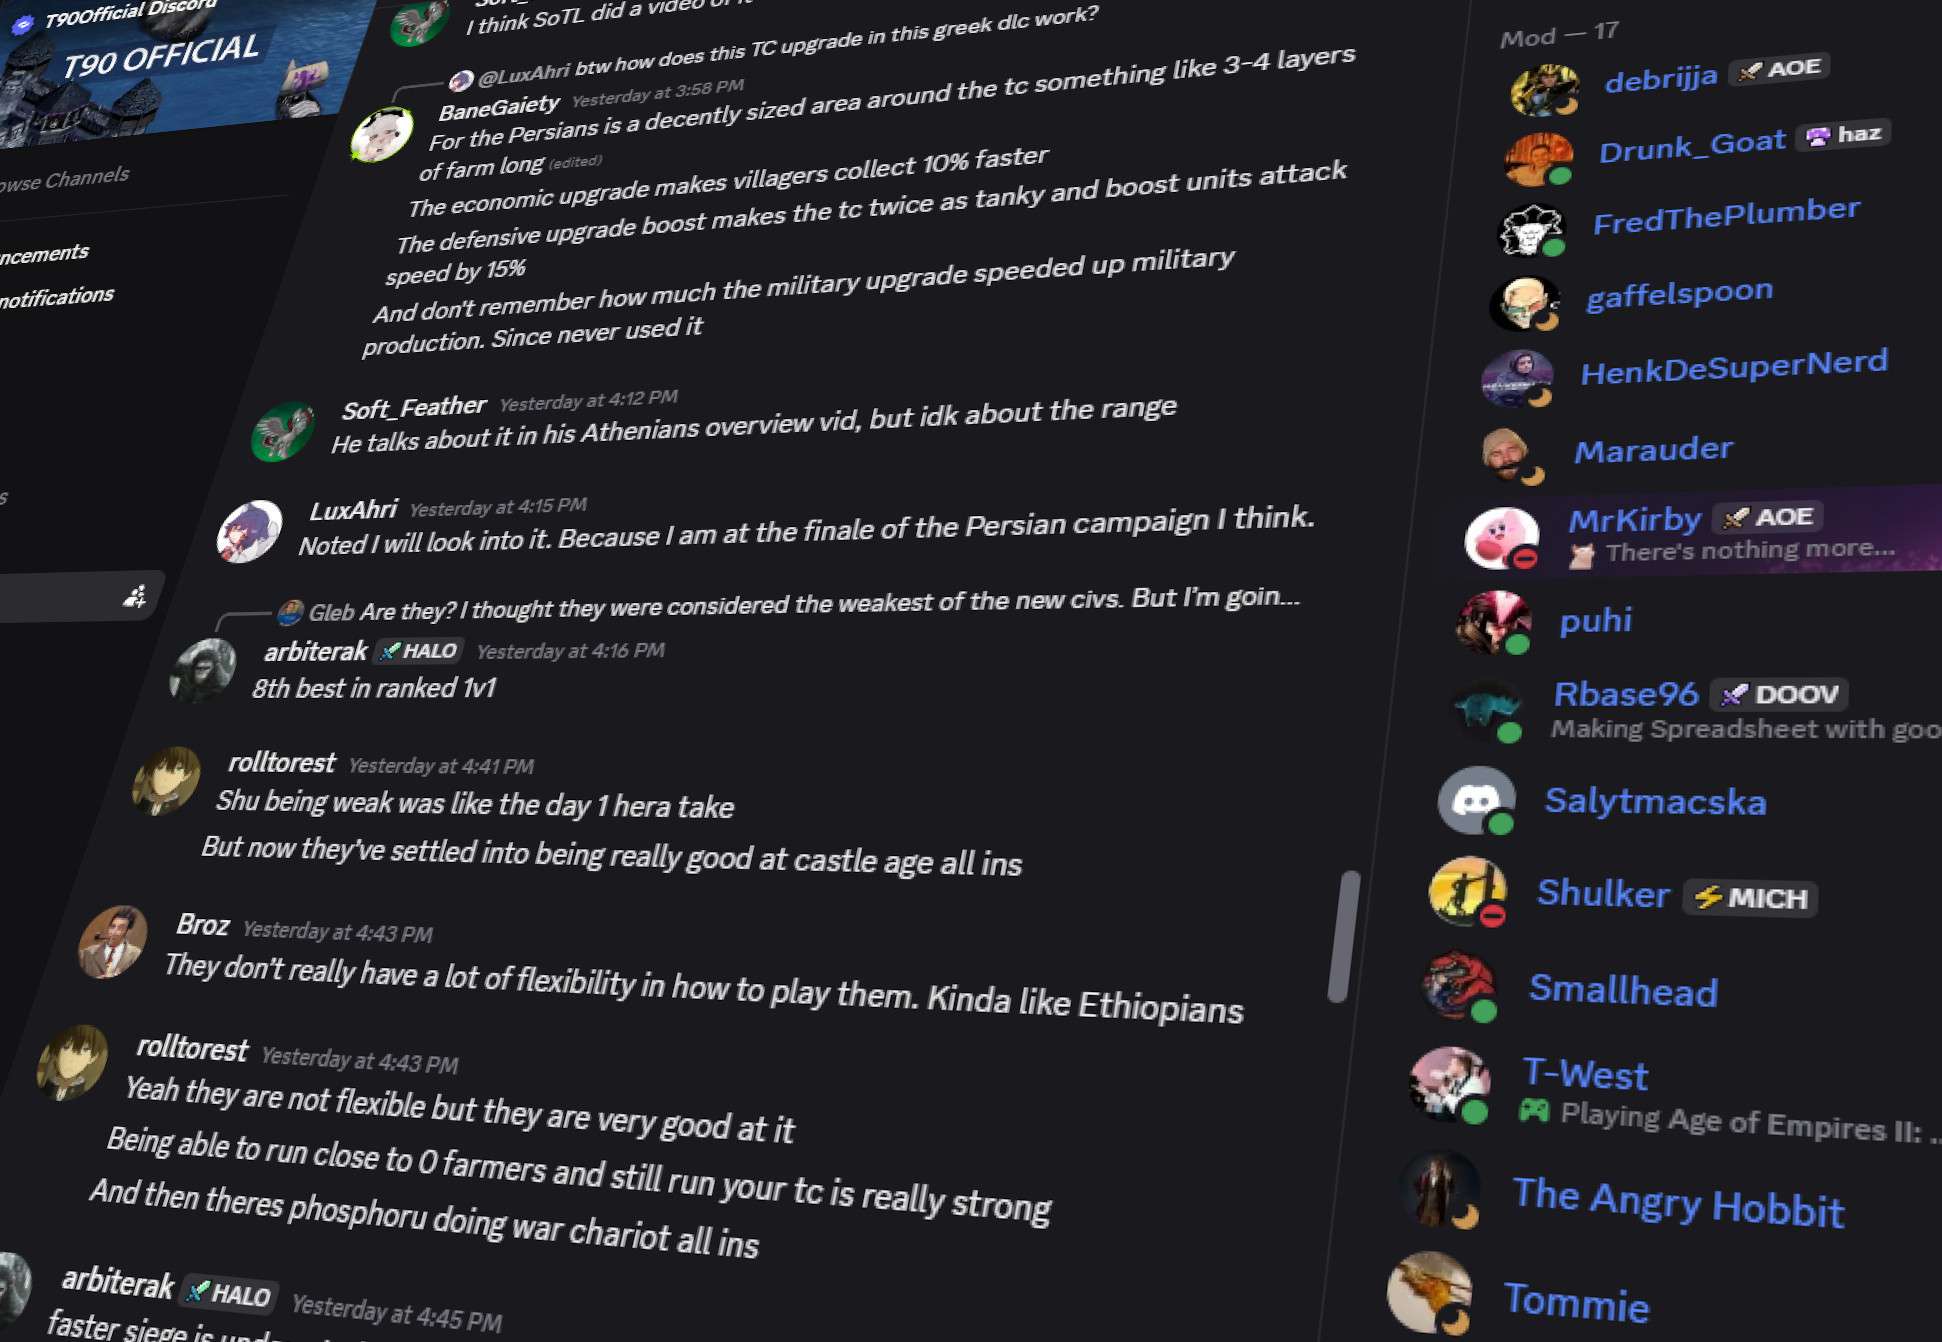 T90Official Discord
T90 OFFICIAL
Browse Channels
ncements
notifications
s
I think SoTL did a video of it
@LuxAhri btw how does this TC upgrade in this greek dlc work?
BaneGaiety Yesterday at 3:58 PM
For the Persians is a decently sized area around the tc something like 3-4 layers
of farm long (edited)
The economic upgrade makes villagers collect 10% faster
The defensive upgrade boost makes the tc twice as tanky and boost units attack
speed by 15%
And don't remember how much the military upgrade speeded up military
production. Since never used it
Soft_Feather Yesterday at 4:12 PM
He talks about it in his Athenians overview vid, but idk about the range
LuxAhri Yesterday at 4:15 PM
Noted I will look into it. Because I am at the finale of the Persian campaign I think.
Gleb Are they? I thought they were considered the weakest of the new civs. But I'm goin...
arbiterak HALO Yesterday at 4:16 PM
8th best in ranked 1v1
rolltorest Yesterday at 4:41 PM
Shu being weak was like the day 1 hera take
But now they've settled into being really good at castle age all ins
Broz Yesterday at 4:43 PM
They don't really have a lot of flexibility in how to play them. Kinda like Ethiopians
rolltorest Yesterday at 4:43 PM
Yeah they are not flexible but they are very good at it
Being able to run close to 0 farmers and still run your tc is really strong
And then theres phosphoru doing war chariot all ins
arbiterak HALO Yesterday at 4:45 PM
faster siege is
Mod — 17
debrijja AOE
Drunk_Goat haz
FredThePlumber
gaffelspoon
HenkDeSuperNerd
Marauder
MrKirby AOE
There's nothing more...
puhi
Rbase96 DOOV
Making Spreadsheet with goo
Salytmacska
Shulker MICH
Smallhead
T-West
Playing Age of Empires II: ...
The Angry Hobbit
Tommie